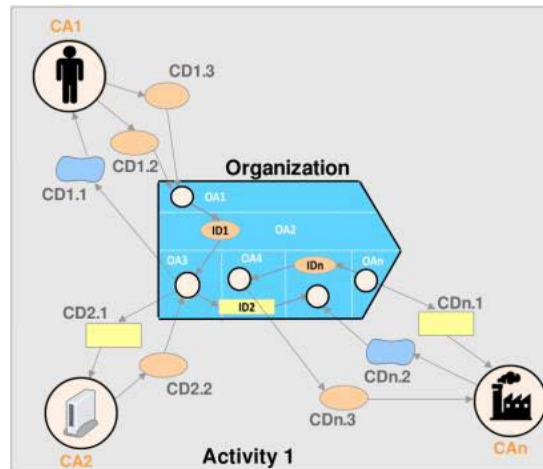 CA1
CD1.3
CD1.2
CD1.1
Organization
OA1
ID1
OA2
OA3
OA4
IDn
OAn
ID2
CD2.1
CDn.1
CD2.2
CDn.2
CDn.3
CA2
Activity 1
CAn